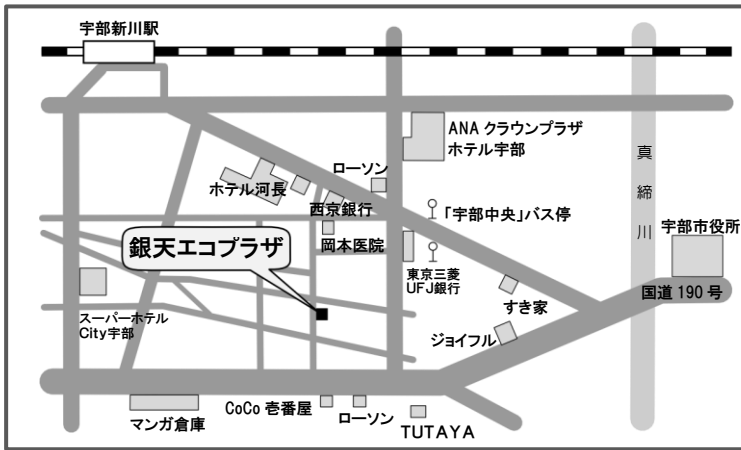 宇部新川駅
ANA クラウンプラザ
ホテル宇部
ローソン
ホテル河長
西京銀行
「宇部中央」バス停
真締川
宇部市役所
岡本医院
銀天エコプラザ
東京三菱
UFJ銀行
国道190号
すき家
スーパーホテル
City宇部
ジョイフル
マンガ倉庫
CoCo 壱番屋
ローソン
TUTAYA